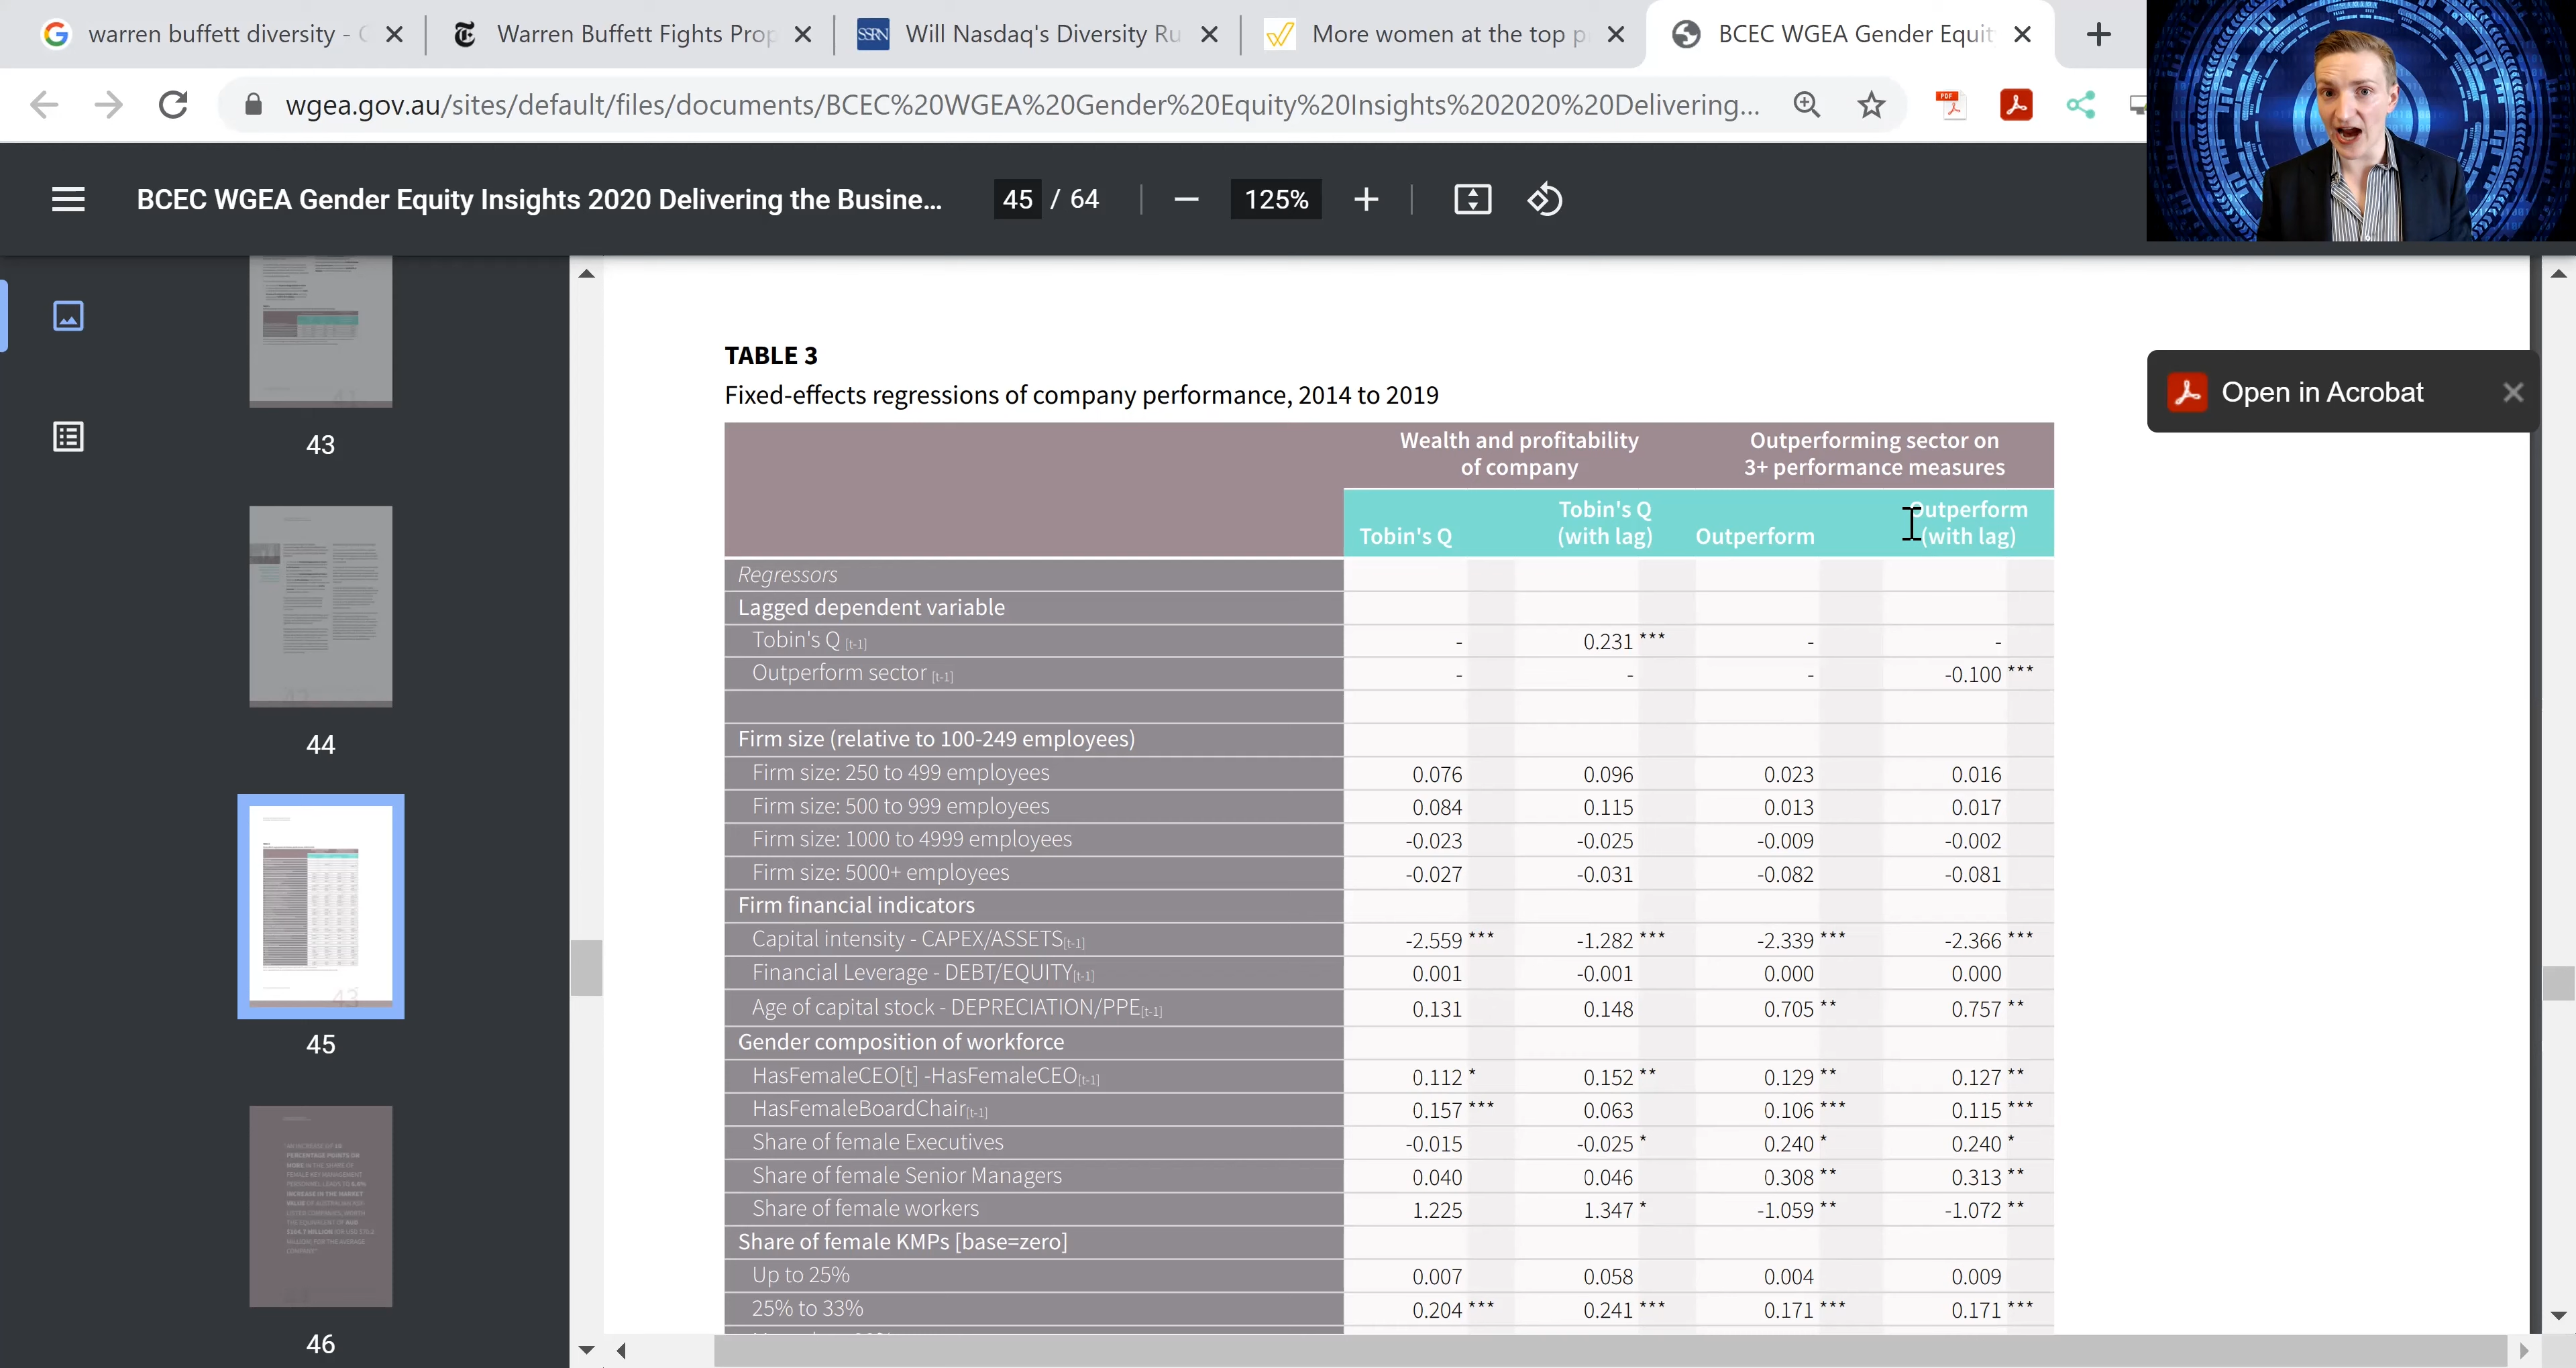 warren buffett diversity -
Warren Buffett Fights Prop
SSRN
Will Nasdaq's Diversity Ru
More women at the top p
BCEC WGEA Gender Equit
wgea.gov.au/sites/default/files/documents/BCEC%20WGEA%20Gender%20Equity%20Insights%202020%20Delivering...
PDF
BCEC WGEA Gender Equity Insights 2020 Delivering the Busine...
45 / 64
125%
Open in Acrobat
43
44
45
46
TABLE 3
Fixed-effects regressions of company performance, 2014 to 2019
Wealth and profitability of company
Outperforming sector on 3+ performance measures
Tobin's Q
Tobin's Q (with lag)
Outperform
Outperform (with lag)
Regressors
Lagged dependent variable
Tobin's Q [t-1] - 0.231 *** - -
Outperform sector [t-1] - - - -0.100 ***
Firm size (relative to 100-249 employees)
Firm size: 250 to 499 employees 0.076 0.096 0.023 0.016
Firm size: 500 to 999 employees 0.084 0.115 0.013 0.017
Firm size: 1000 to 4999 employees -0.023 -0.025 -0.009 -0.002
Firm size: 5000+ employees -0.027 -0.031 -0.082 -0.081
Firm financial indicators
Capital intensity - CAPEX/ASSETS[t-1] -2.559 *** -1.282 *** -2.339 *** -2.366 ***
Financial Leverage - DEBT/EQUITY[t-1] 0.001 -0.001 0.000 0.000
Age of capital stock - DEPRECIATION/PPE[t-1] 0.131 0.148 0.705 ** 0.757 **
Gender composition of workforce
HasFemaleCEO[t] -HasFemaleCEO[t-1] 0.112 * 0.152 ** 0.129 ** 0.127 **
HasFemaleBoardChair[t-1] 0.157 *** 0.063 0.106 *** 0.115 ***
Share of female Executives -0.015 -0.025 * 0.240 * 0.240 *
Share of female Senior Managers 0.040 0.046 0.308 ** 0.313 **
Share of female workers 1.225 1.347 * -1.059 ** -1.072 **
Share of female KMPs [base=zero]
Up to 25% 0.007 0.058 0.004 0.009
25% to 33% 0.204 *** 0.241 *** 0.171 *** 0.171 ***